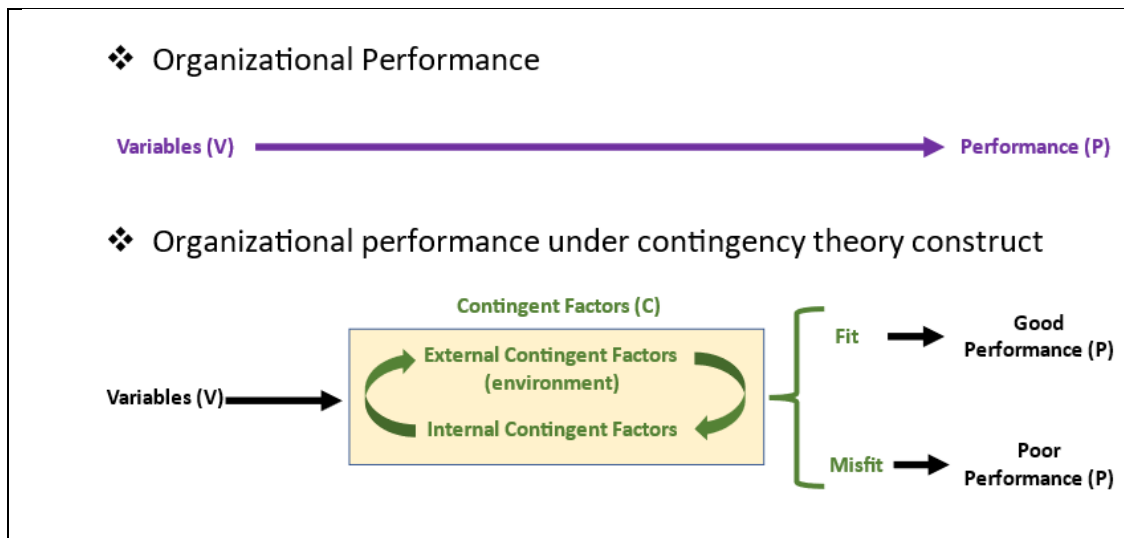 ❖ Organizational Performance
Variables (V)
Performance (P)
❖ Organizational performance under contingency theory construct
Contingent Factors (C)
External Contingent Factors
(environment)
Internal Contingent Factors
Variables (V)
Fit
Good
Performance (P)
Misfit
Poor
Performance (P)